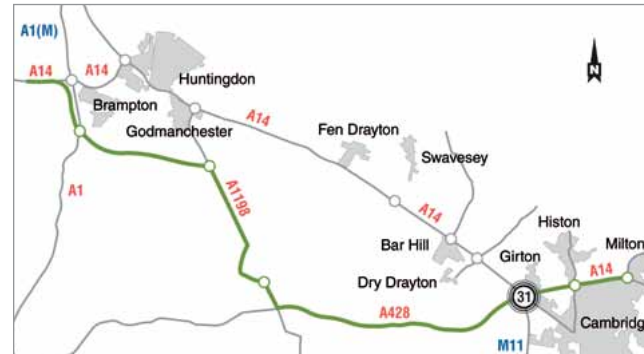 A1(M)
A14
A14
Huntingdon
Brampton
Godmanchester
A14
Fen Drayton
N
Swavesey
A1
A1198
A14
Histon
Bar Hill
Girton
Milton
A14
Dry Drayton
31
A428
Cambridg
M11